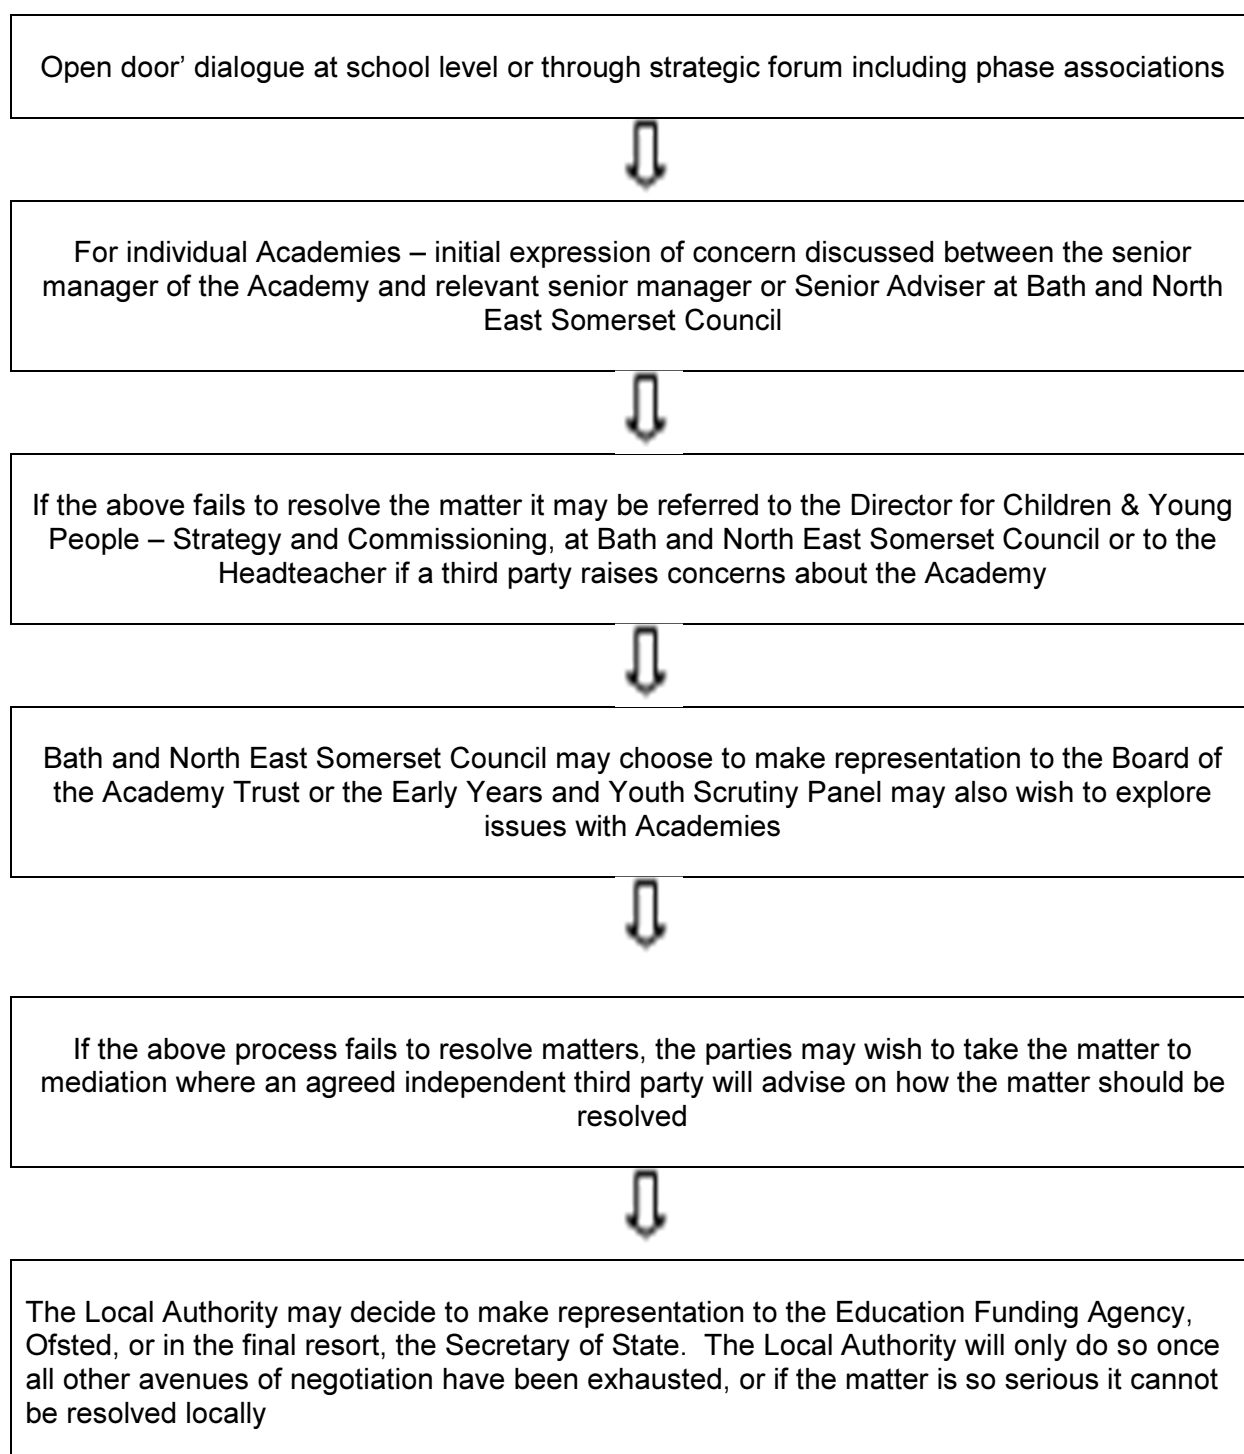 Open door’ dialogue at school level or through strategic forum including phase associations
For individual Academies – initial expression of concern discussed between the senior
manager of the Academy and relevant senior manager or Senior Adviser at Bath and North
East Somerset Council
If the above fails to resolve the matter it may be referred to the Director for Children & Young
People – Strategy and Commissioning, at Bath and North East Somerset Council or to the
Headteacher if a third party raises concerns about the Academy
Bath and North East Somerset Council may choose to make representation to the Board of
the Academy Trust or the Early Years and Youth Scrutiny Panel may also wish to explore
issues with Academies
If the above process fails to resolve matters, the parties may wish to take the matter to
mediation where an agreed independent third party will advise on how the matter should be
resolved
The Local Authority may decide to make representation to the Education Funding Agency,
Ofsted, or in the final resort, the Secretary of State.  The Local Authority will only do so once
all other avenues of negotiation have been exhausted, or if the matter is so serious it cannot
be resolved locally